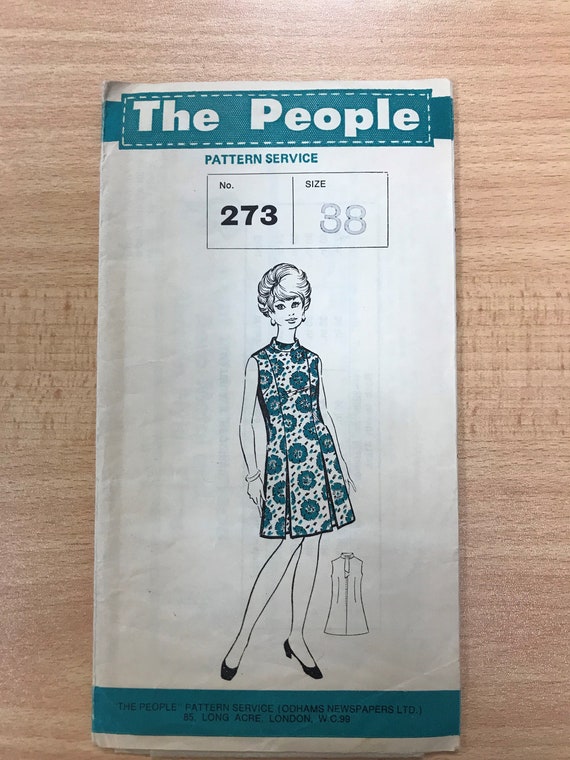 The People
PATTERN SERVICE
No. SIZE
273 38
"THE PEOPLE" PATTERN SERVICE (ODHAMS NEWSPAPERS LTD.)
85, LONG ACRE, LONDON, W.C.99